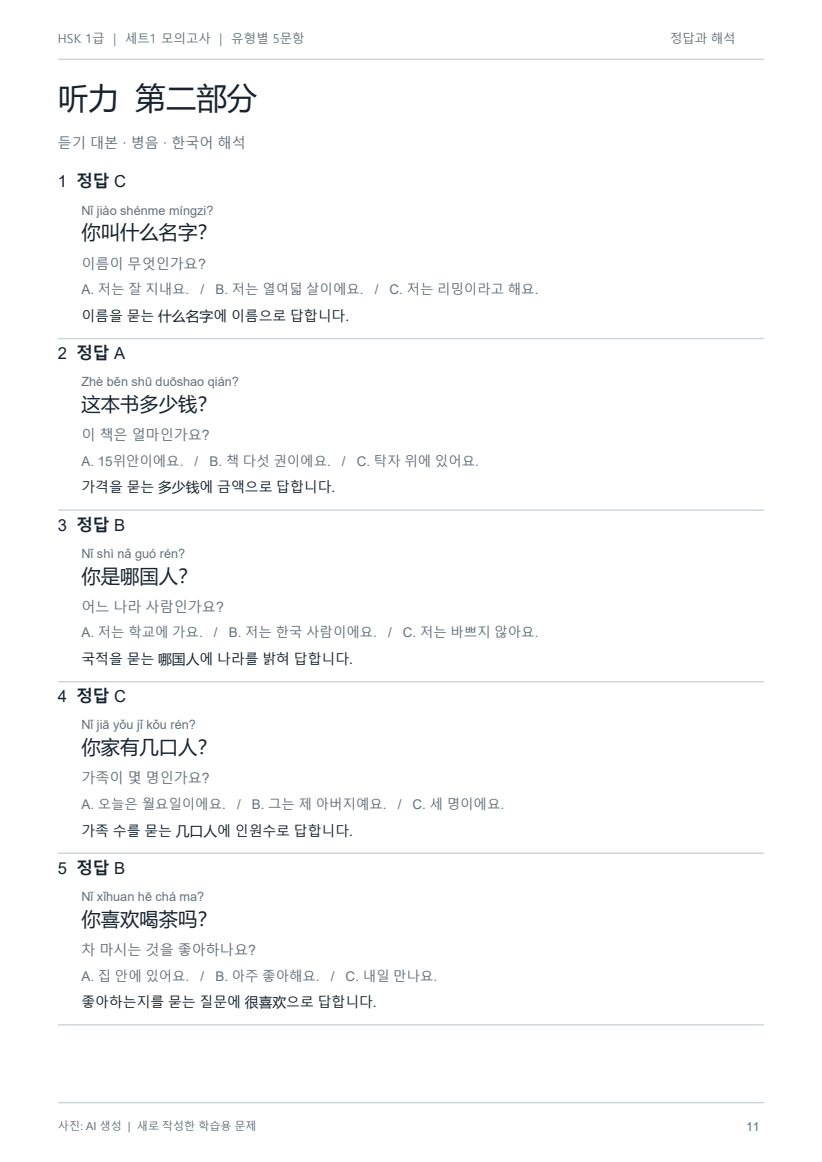 HSK 1급 | 세트1 모의고사 | 유형별 5문항
정답과 해석
听力 第二部分
듣기 대본 · 병음 · 한국어 해석
1 정답 C
Nǐ jiào shénme míngzi?
你叫什么名字?
이름이 무엇인가요?
A. 저는 잘 지내요. / B. 저는 열여덟 살이에요. / C. 저는 리밍이라고 해요.
이름을 묻는 什么名字에 이름으로 답합니다.
2 정답 A
Zhè běn shū duōshao qián?
这本书多少钱?
이 책은 얼마인가요?
A. 15위안이에요. / B. 책 다섯 권이에요. / C. 탁자 위에 있어요.
가격을 묻는 多少钱에 금액으로 답합니다.
3 정답 B
Nǐ shì nǎ guó rén?
你是哪国人?
어느 나라 사람인가요?
A. 저는 학교에 가요. / B. 저는 한국 사람이에요. / C. 저는 바쁘지 않아요.
국적을 묻는 哪国人에 나라를 밝혀 답합니다.
4 정답 C
Nǐ jiā yǒu jǐ kǒu rén?
你家有几口人?
가족이 몇 명인가요?
A. 오늘은 월요일이에요. / B. 그는 제 아버지예요. / C. 세 명이에요.
가족 수를 묻는 几口人에 인원수로 답합니다.
5 정답 B
Nǐ xǐhuan hē chá ma?
你喜欢喝茶吗?
차 마시는 것을 좋아하나요?
A. 집 안에 있어요. / B. 아주 좋아해요. / C. 내일 만나요.
좋아하는지를 묻는 질문에 很喜欢으로 답합니다.
사진: AI 생성 | 새로 작성한 학습용 문제
11